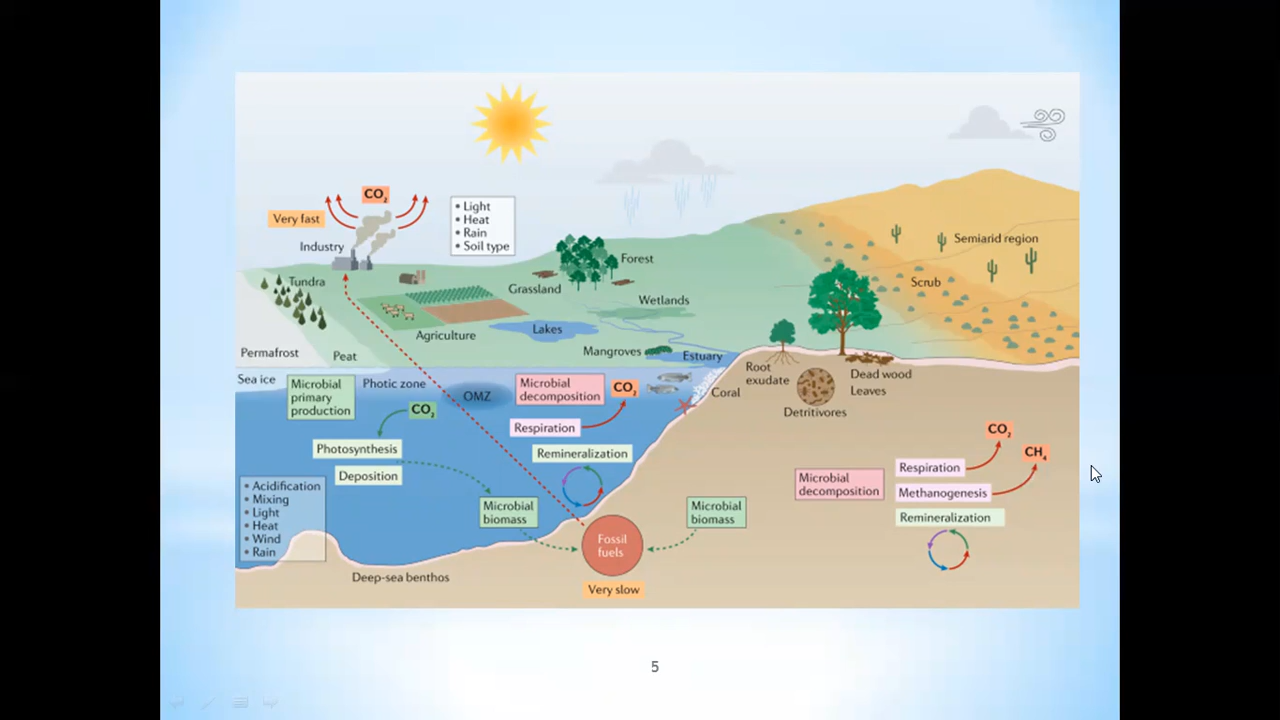 CO₂
Very fast
Industry
• Light
• Heat
• Rain
• Soil type
Tundra
Permafrost
Peat
Agriculture
Grassland
Forest
Lakes
Wetlands
Mangroves
Estuary
Semiarid region
Scrub
Sea ice
Microbial
primary
production
Photic zone
CO₂
OMZ
Microbial
decomposition
CO₂
Respiration
Coral
Root
exudate
Dead wood
Leaves
Detritivores
Photosynthesis
Deposition
Remineralization
• Acidification
• Mixing
• Light
• Heat
• Wind
• Rain
Microbial
biomass
Fossil
fuels
Very slow
Microbial
biomass
Deep-sea benthos
Microbial
decomposition
Respiration
CO₂
CH₄
Methanogenesis
Remineralization
5